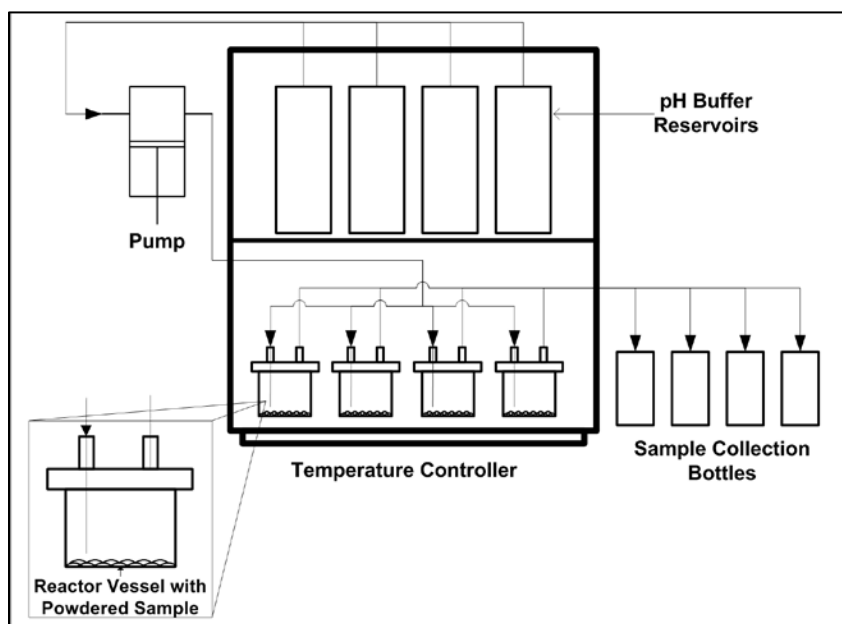 pH Buffer
Reservoirs
Pump
Temperature Controller
Sample Collection
Bottles
Reactor Vessel with
Powdered Sample